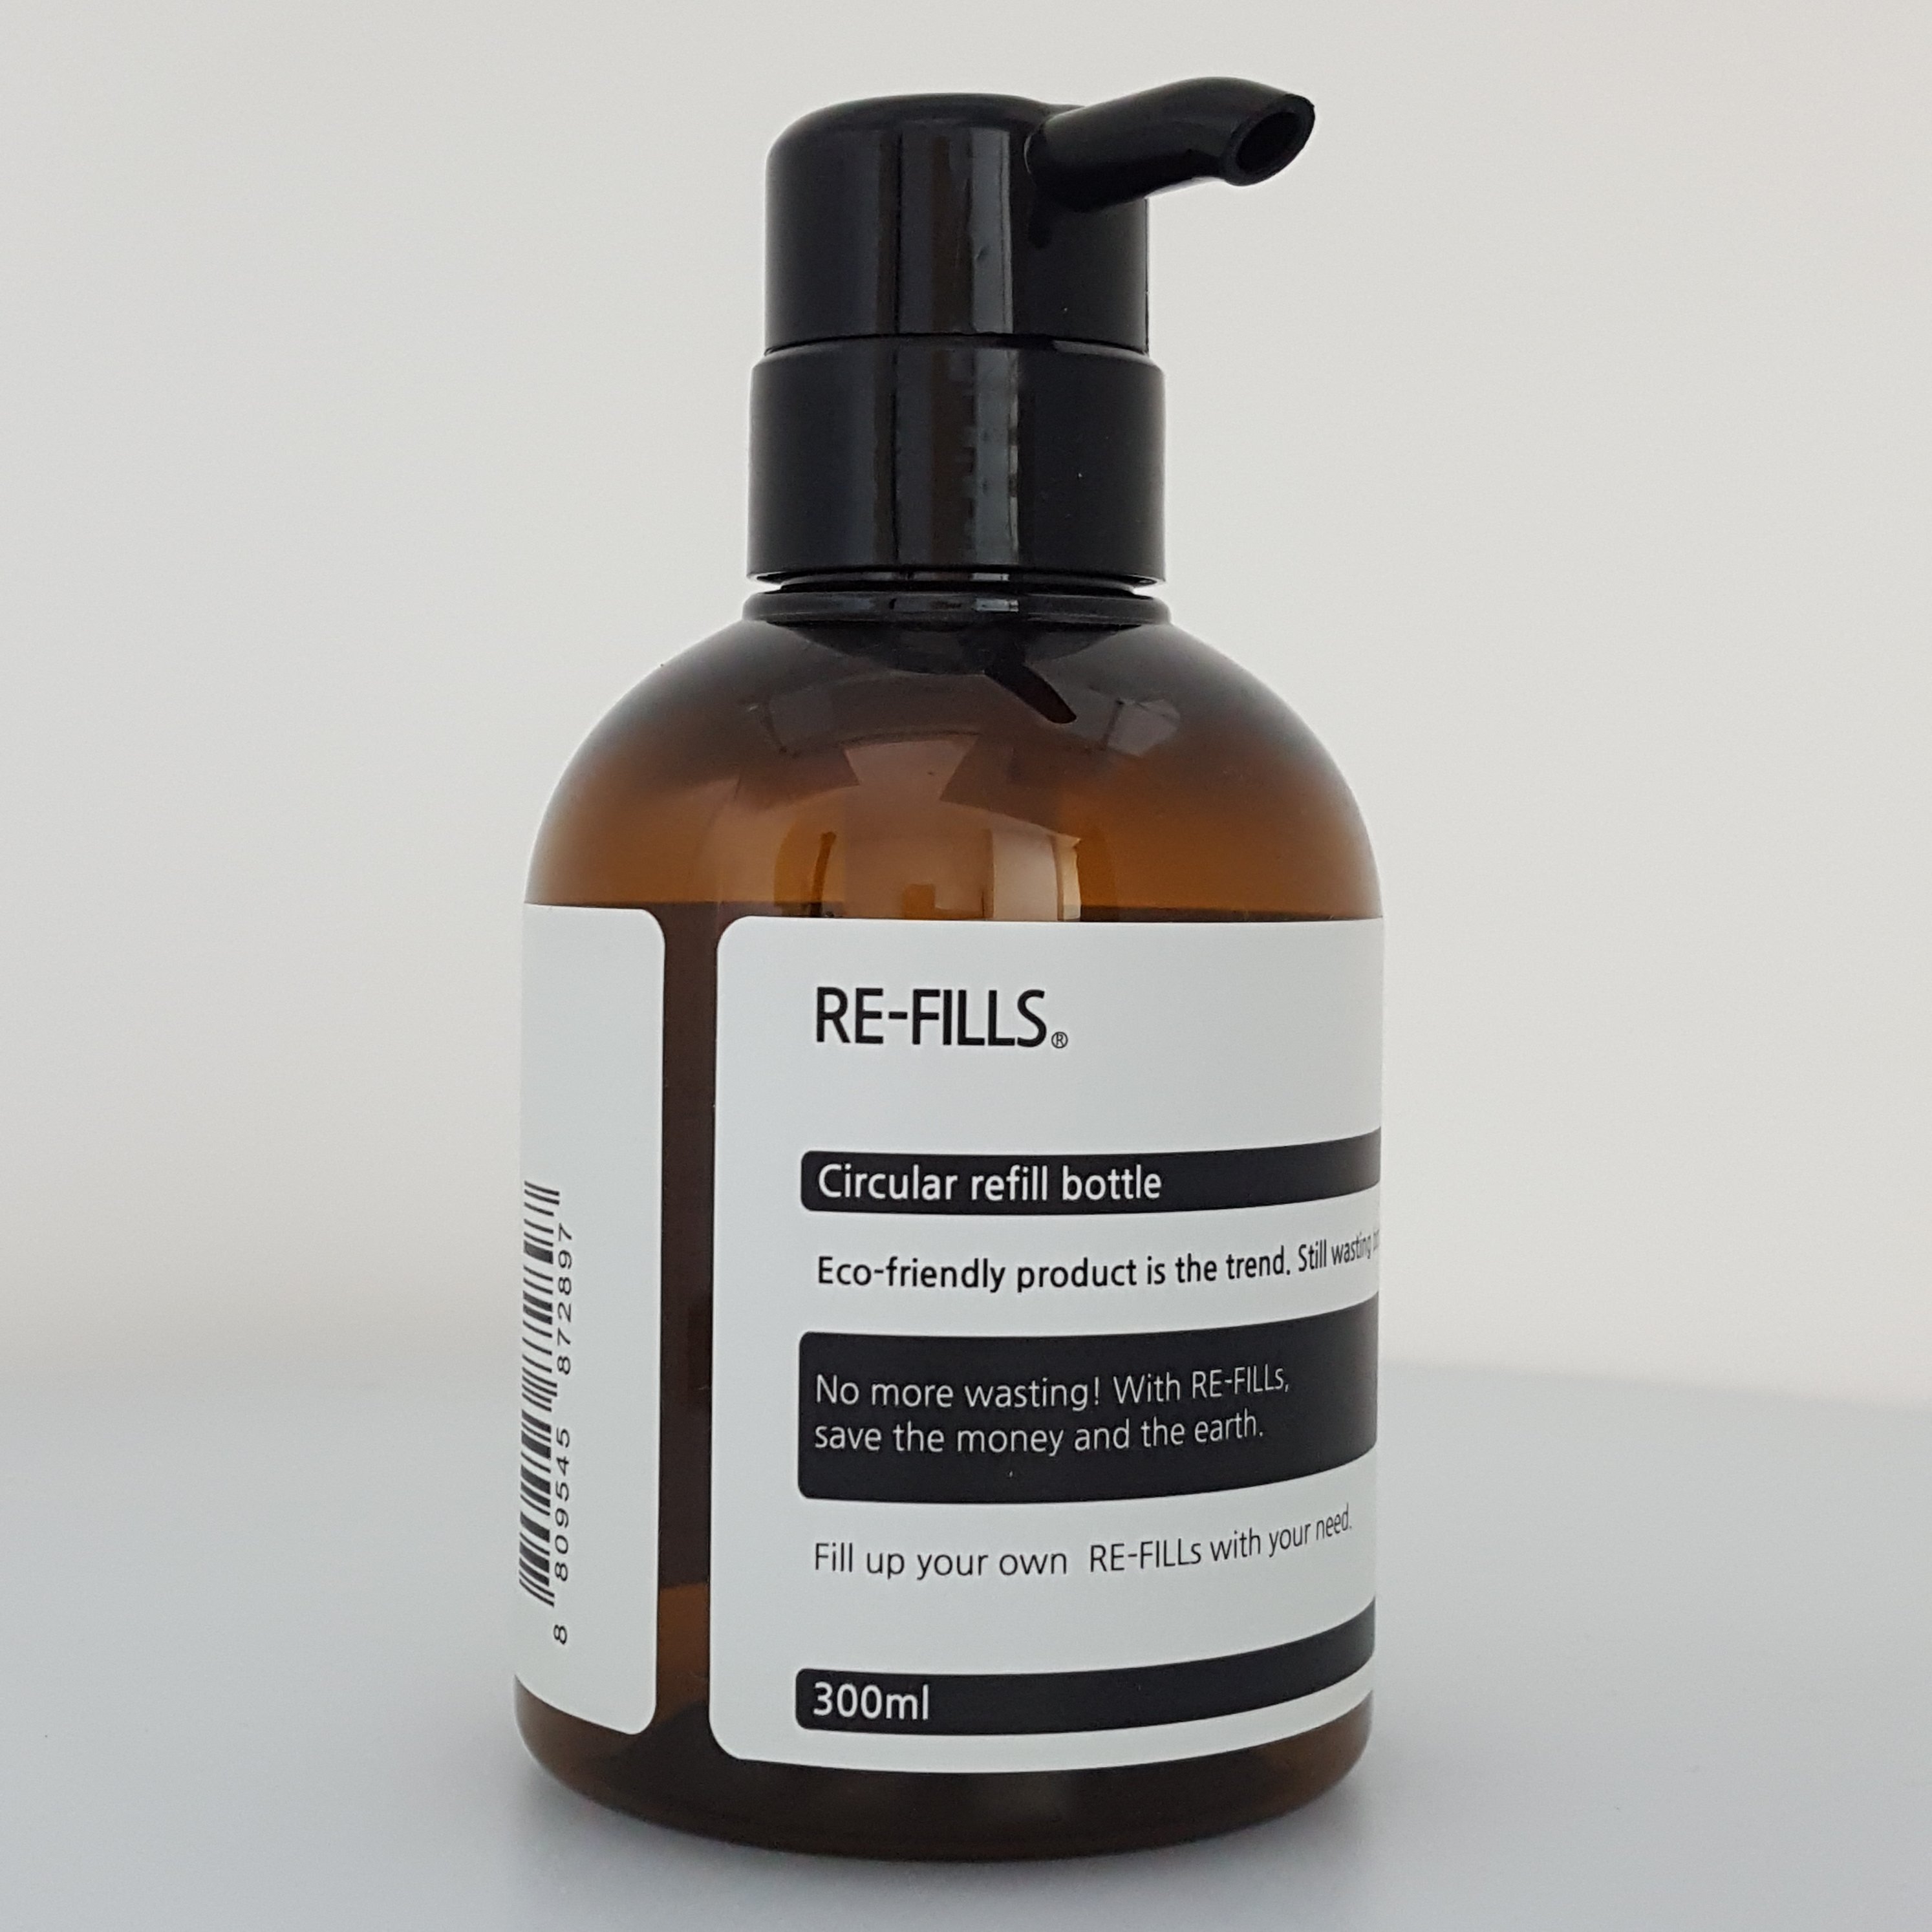 RE-FILLS®
Circular refill bottle
Eco-friendly product is the trend. Still wasting
No more wasting! With RE-FILLs,
save the money and the earth.
Fill up your own RE-FILLs with your need.
300ml
8 809545 872897